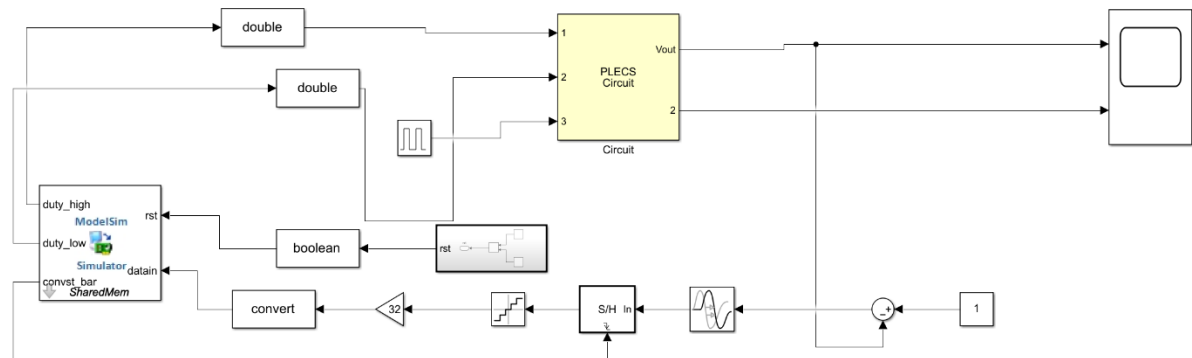 double
1
Vout
PLECS
Circuit
double
2
3
2
Circuit
duty_high
ModelSim
rst
duty_low
boolean
rst
Simulator
datain
convst_bar
SharedMem
convert
32
S/H
In
-
+
1